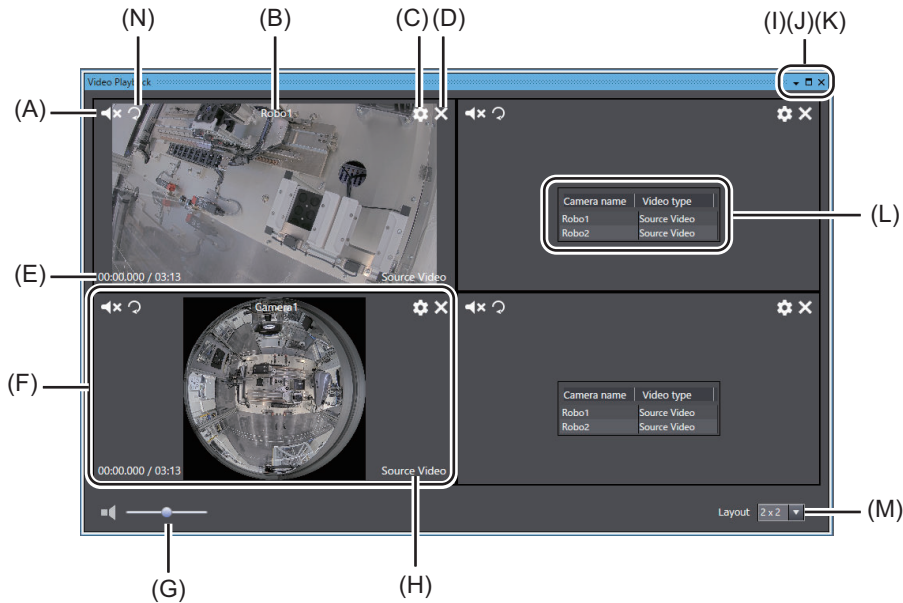 (N) (B) (C) (D) (I)(J)(K)
Video Playback
(A)
Robo1
Camera name Video type
Robo1 Source Video
Robo2 Source Video
(L)
(E)
00:00.000 / 03:13 Source Video
Camera1
(F)
Camera name Video type
Robo1 Source Video
Robo2 Source Video
00:00.000 / 03:13 Source Video
Layout 2 x 2
(M)
(G) (H)